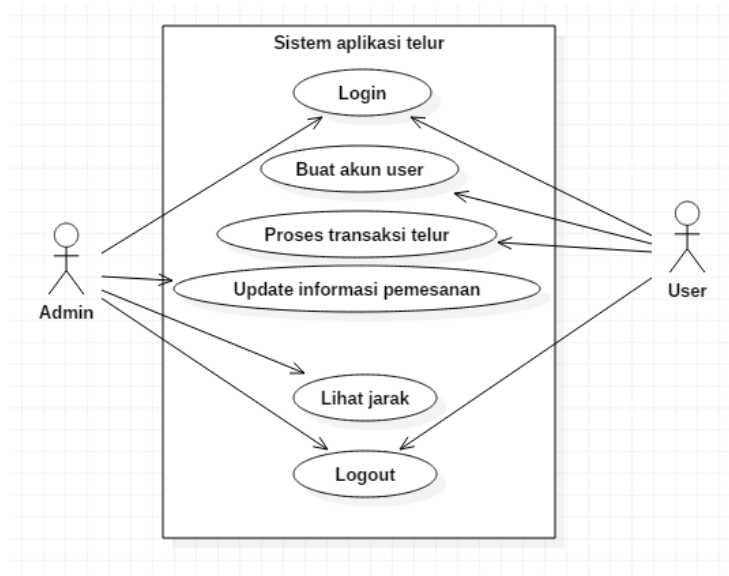 Sistem aplikasi telur
Login
Buat akun user
Proses transaksi telur
Update informasi pemesanan
Admin
User
Lihat jarak
Logout